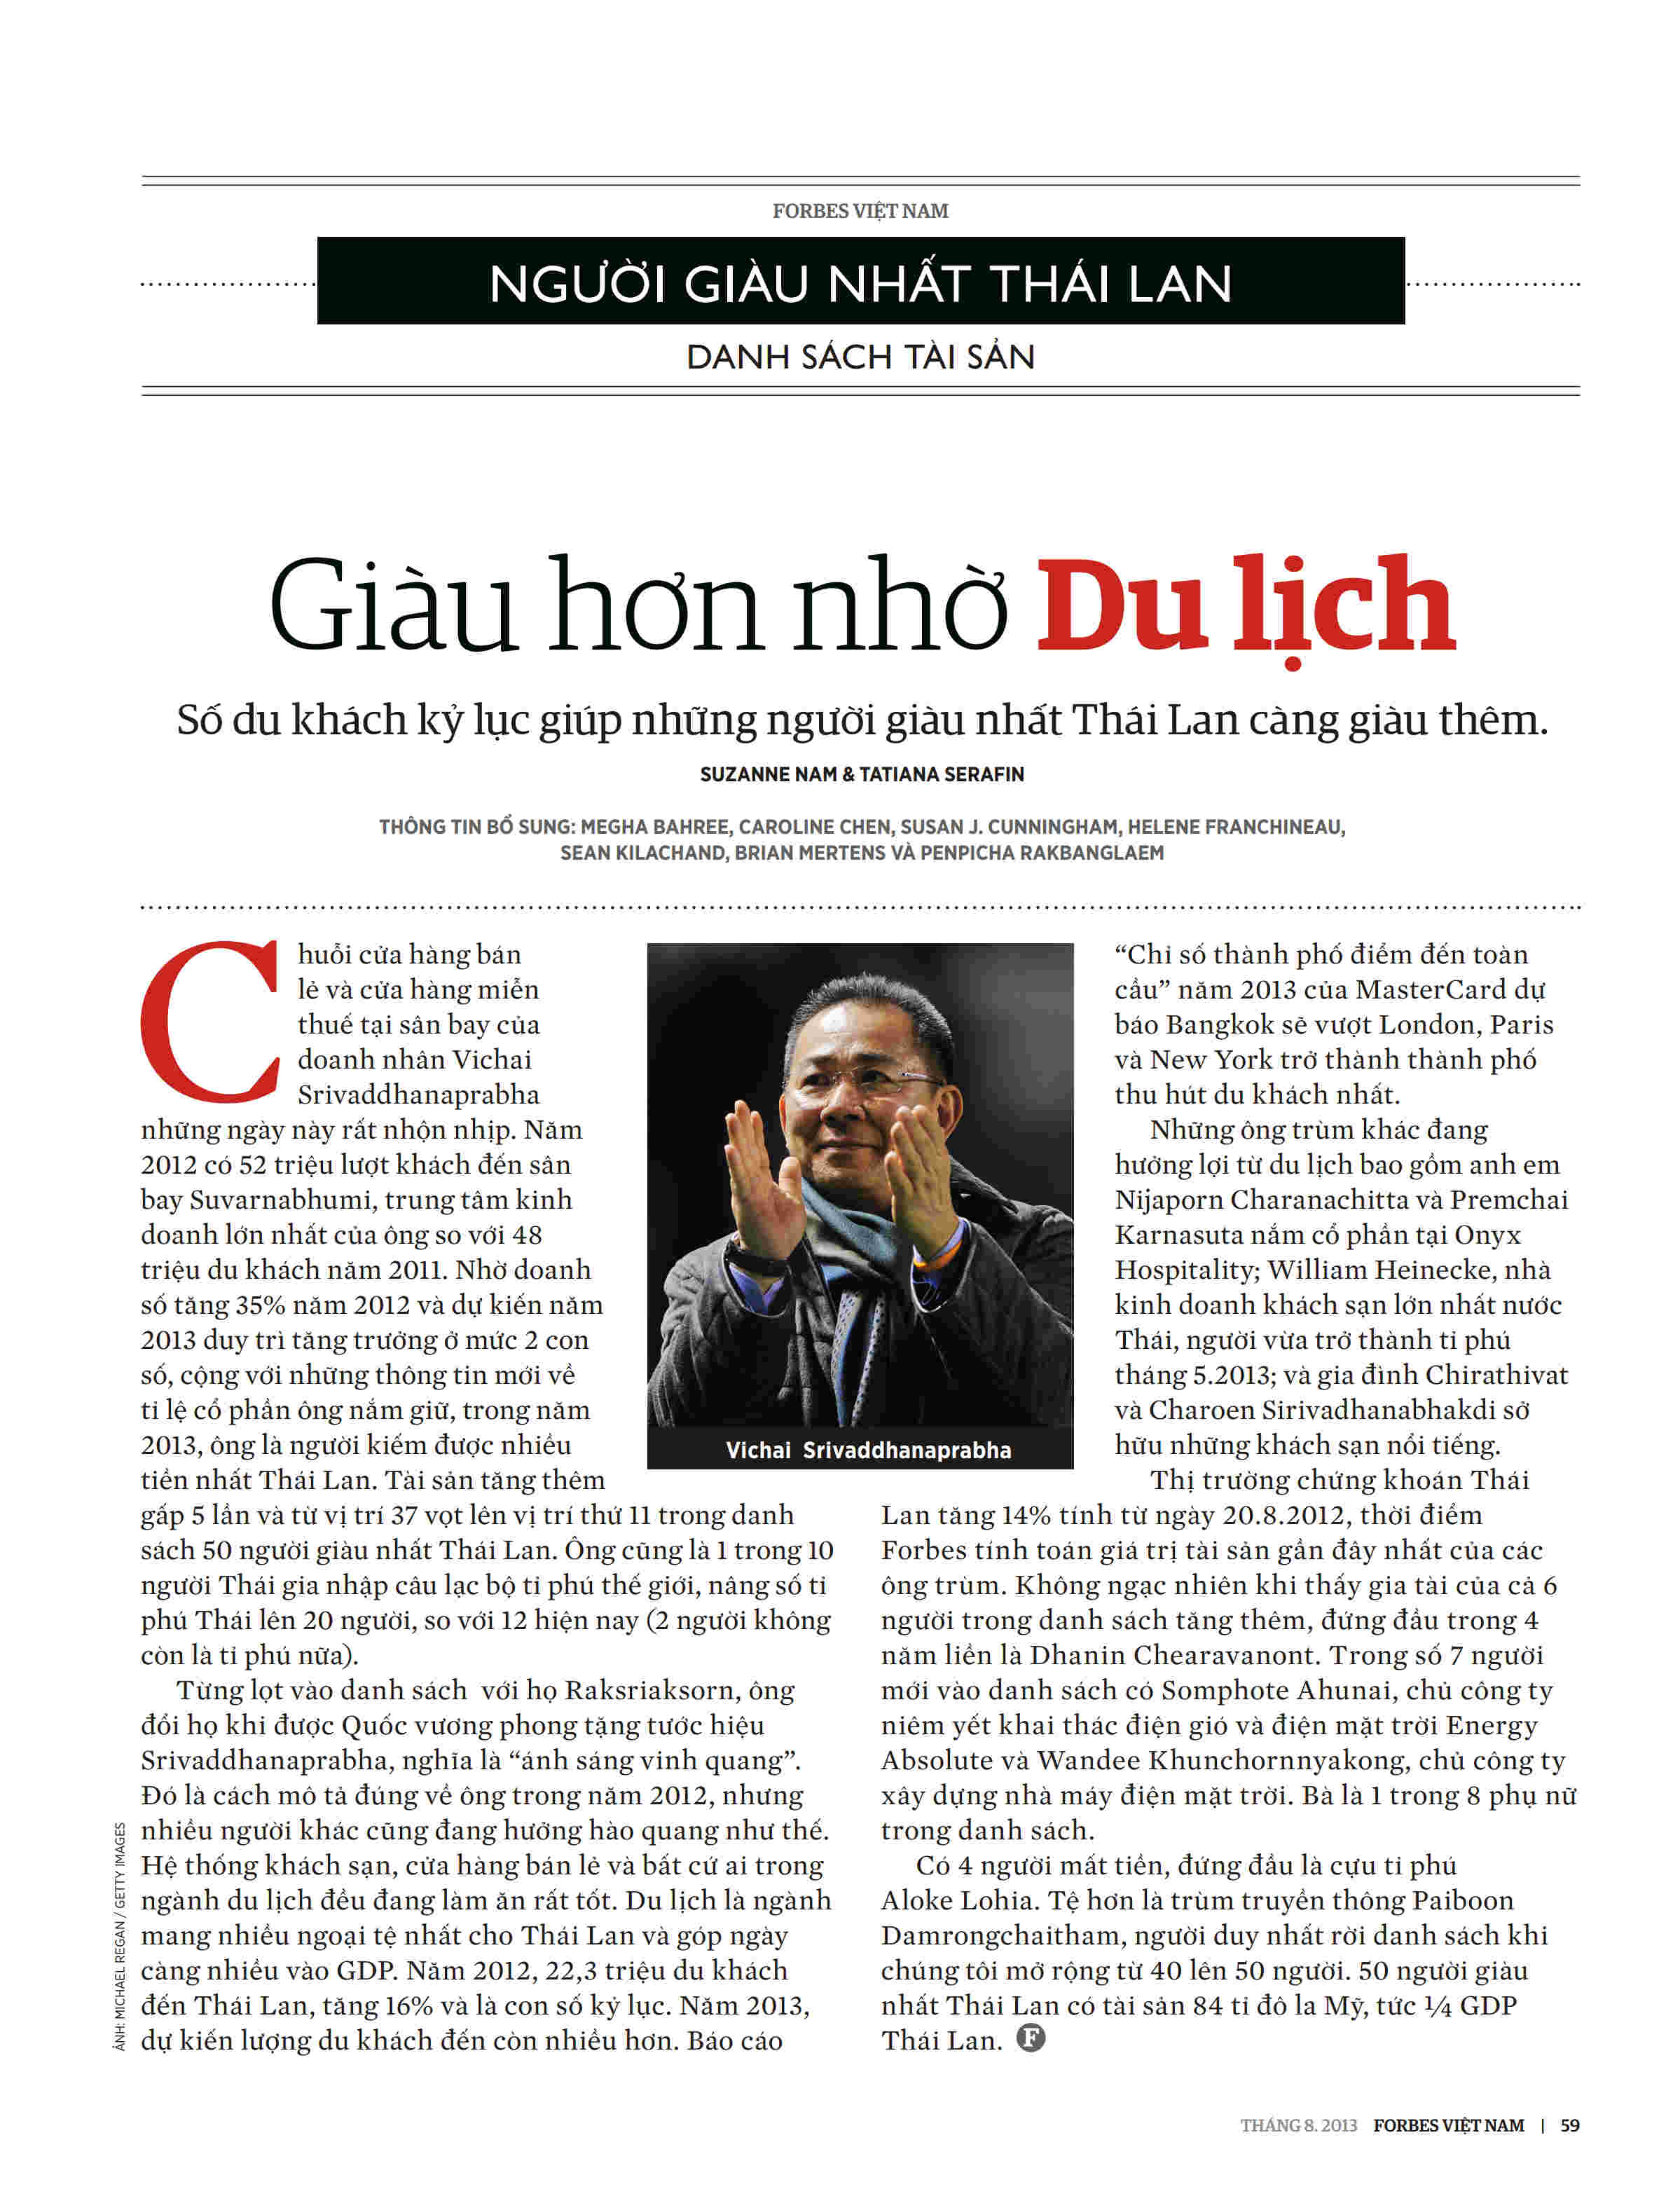 FORBES VIỆT NAM
NGƯỜI GIÀU NHẤT THÁI LAN
DANH SÁCH TÀI SẢN
Giàu hơn nhờ Du lịch
Số du khách kỷ lục giúp những người giàu nhất Thái Lan càng giàu thêm.
SUZANNE NAM & TATIANA SERAFIN
THÔNG TIN BỔ SUNG: MEGHA BAHREE, CAROLINE CHEN, SUSAN J. CUNNINGHAM, HELENE FRANCHINEAU,
SEAN KILACHAND, BRIAN MERTENS VÀ PENPICHA RAKBANGLAEM
Chuỗi cửa hàng bán
lẻ và cửa hàng miễn
thuế tại sân bay của
doanh nhân Vichai
Srivaddhanaprabha
những ngày này rất nhộn nhịp. Năm
2012 có 52 triệu lượt khách đến sân
bay Suvarnabhumi, trung tâm kinh
doanh lớn nhất của ông so với 48
triệu du khách năm 2011. Nhờ doanh
số tăng 35% năm 2012 và dự kiến năm
2013 duy trì tăng trưởng ở mức 2 con
số, cộng với những thông tin mới về
tỉ lệ cổ phần ông nắm giữ, trong năm
2013, ông là người kiếm được nhiều
tiền nhất Thái Lan. Tài sản tăng thêm
gấp 5 lần và từ vị trí 37 vọt lên vị trí thứ 11 trong danh
sách 50 người giàu nhất Thái Lan. Ông cũng là 1 trong 10
người Thái gia nhập câu lạc bộ tỉ phú thế giới, nâng số tỉ
phú Thái lên 20 người, so với 12 hiện nay (2 người không
còn là tỉ phú nữa).
Từng lọt vào danh sách với họ Raksriaksorn, ông
đổi họ khi được Quốc vương phong tặng tước hiệu
Srivaddhanaprabha, nghĩa là “ánh sáng vinh quang”.
Đó là cách mô tả đúng về ông trong năm 2012, nhưng
nhiều người khác cũng đang hưởng hào quang như thế.
Hệ thống khách sạn, cửa hàng bán lẻ và bất cứ ai trong
ngành du lịch đều đang làm ăn rất tốt. Du lịch là ngành
mang nhiều ngoại tệ nhất cho Thái Lan và góp ngày
càng nhiều vào GDP. Năm 2012, 22,3 triệu du khách
đến Thái Lan, tăng 16% và là con số kỷ lục. Năm 2013,
dự kiến lượng du khách đến còn nhiều hơn. Báo cáo
Vichai Srivaddhanaprabha
“Chỉ số thành phố điểm đến toàn
cầu” năm 2013 của MasterCard dự
báo Bangkok sẽ vượt London, Paris
và New York trở thành thành phố
thu hút du khách nhất.
Những ông trùm khác đang
hưởng lợi từ du lịch bao gồm anh em
Nijaporn Charanachitta và Premchai
Karnasuta nắm cổ phần tại Onyx
Hospitality; William Heinecke, nhà
kinh doanh khách sạn lớn nhất nước
Thái, người vừa trở thành tỉ phú
tháng 5.2013; và gia đình Chirathivat
và Charoen Sirivadhanabhakdi sở
hữu những khách sạn nổi tiếng.
Thị trường chứng khoán Thái
Lan tăng 14% tính từ ngày 20.8.2012, thời điểm
Forbes tính toán giá trị tài sản gần đây nhất của các
ông trùm. Không ngạc nhiên khi thấy gia tài của cả 6
người trong danh sách tăng thêm, đứng đầu trong 4
năm liền là Dhanin Chearavanont. Trong số 7 người
mới vào danh sách có Somphote Ahunai, chủ công ty
niêm yết khai thác điện gió và điện mặt trời Energy
Absolute và Wandee Khunchornnyakong, chủ công ty
xây dựng nhà máy điện mặt trời. Bà là 1 trong 8 phụ nữ
trong danh sách.
Có 4 người mất tiền, đứng đầu là cựu tỉ phú
Aloke Lohia. Tệ hơn là trùm truyền thông Paiboon
Damrongchaitham, người duy nhất rời danh sách khi
chúng tôi mở rộng từ 40 lên 50 người. 50 người giàu
nhất Thái Lan có tài sản 84 tỉ đô la Mỹ, tức ¼ GDP
Thái Lan. F
ẢNH: MICHAEL REGAN / GETTY IMAGES
THÁNG 8. 2013 FORBES VIỆT NAM | 59